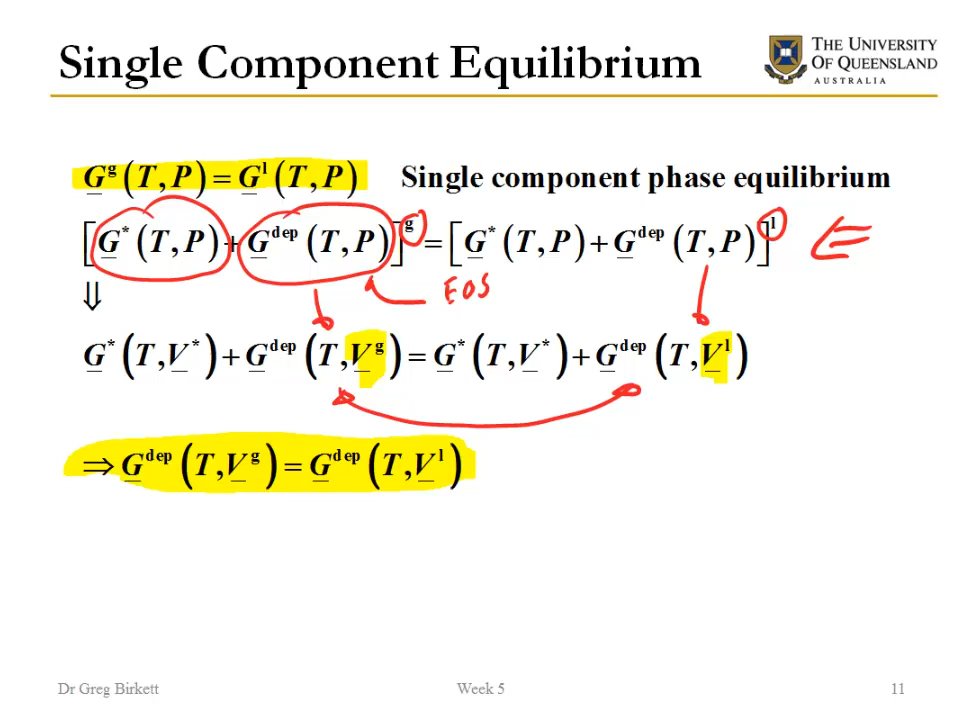 Single Component Equilibrium
THE UNIVERSITY
OF QUEENSLAND
AUSTRALIA
G̲ᵍ(T,P) = G̲ˡ(T,P) Single component phase equilibrium
[G̲*(T,P) + G̲ᵈᵉᵖ(T,P)]ᵍ = [G̲*(T,P) + G̲ᵈᵉᵖ(T,P)]ˡ ⇐
⇓ EOS
G̲*(T,V̲*) + G̲ᵈᵉᵖ(T,V̲ᵍ) = G̲*(T,V̲*) + G̲ᵈᵉᵖ(T,V̲ˡ)
⇒ G̲ᵈᵉᵖ(T,V̲ᵍ) = G̲ᵈᵉᵖ(T,V̲ˡ)
Dr Greg Birkett Week 5 11